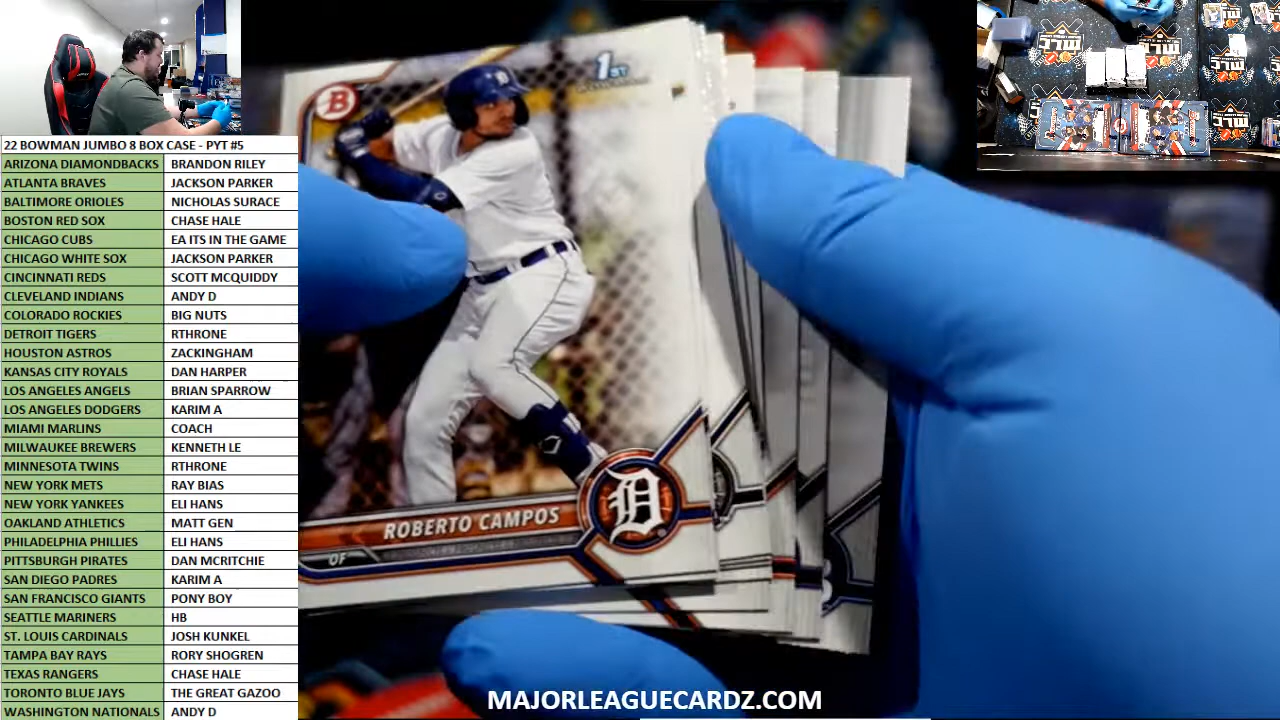 22 BOWMAN JUMBO 8 BOX CASE - PYT #5
ARIZONA DIAMONDBACKS BRANDON RILEY
ATLANTA BRAVES JACKSON PARKER
BALTIMORE ORIOLES NICHOLAS SURACE
BOSTON RED SOX CHASE HALE
CHICAGO CUBS EA ITS IN THE GAME
CHICAGO WHITE SOX JACKSON PARKER
CINCINNATI REDS SCOTT MCQUIDDY
CLEVELAND INDIANS ANDY D
COLORADO ROCKIES BIG NUTS
DETROIT TIGERS RTHRONE
HOUSTON ASTROS ZACKINGHAM
KANSAS CITY ROYALS DAN HARPER
LOS ANGELES ANGELS BRIAN SPARROW
LOS ANGELES DODGERS KARIM A
MIAMI MARLINS COACH
MILWAUKEE BREWERS KENNETH LE
MINNESOTA TWINS RTHRONE
NEW YORK METS RAY BIAS
NEW YORK YANKEES ELI HANS
OAKLAND ATHLETICS MATT GEN
PHILADELPHIA PHILLIES ELI HANS
PITTSBURGH PIRATES DAN MCRITCHIE
SAN DIEGO PADRES KARIM A
SAN FRANCISCO GIANTS PONY BOY
SEATTLE MARINERS HB
ST. LOUIS CARDINALS JOSH KUNKEL
TAMPA BAY RAYS RORY SHOGREN
TEXAS RANGERS CHASE HALE
TORONTO BLUE JAYS THE GREAT GAZOO
WASHINGTON NATIONALS ANDY D
B
1ST
D
ROBERTO CAMPOS
OF
D
MLC
MAJORLEAGUECARDZ.COM